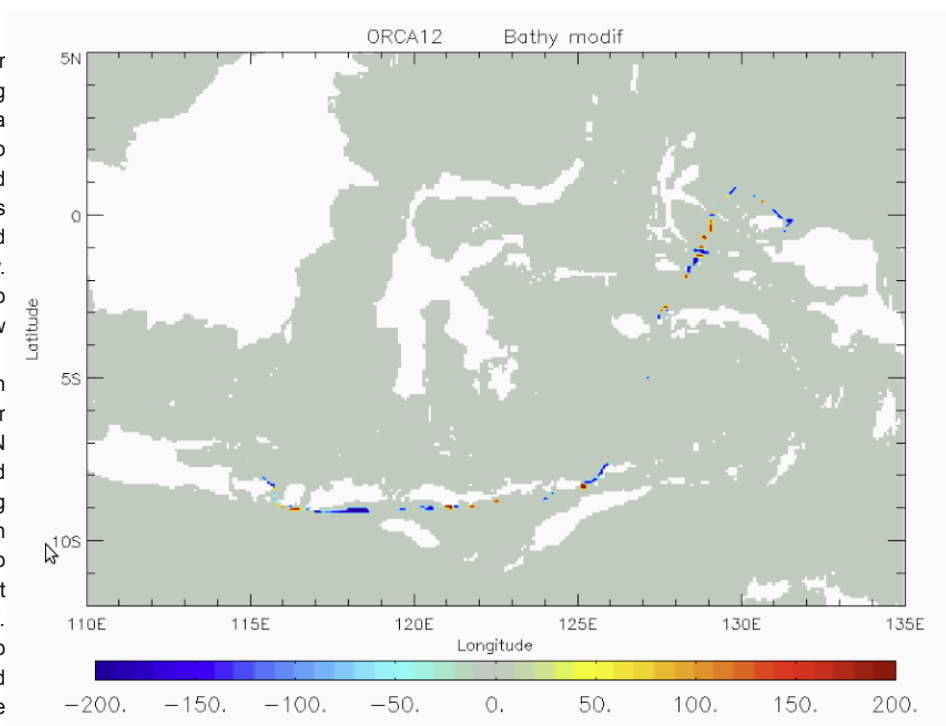 ORCA12 Bathy modif
5N
0
5S
10S
Latitude
110E 115E 120E 125E 130E 135E
Longitude
-200. -150. -100. -50. 0. 50. 100. 150. 200.